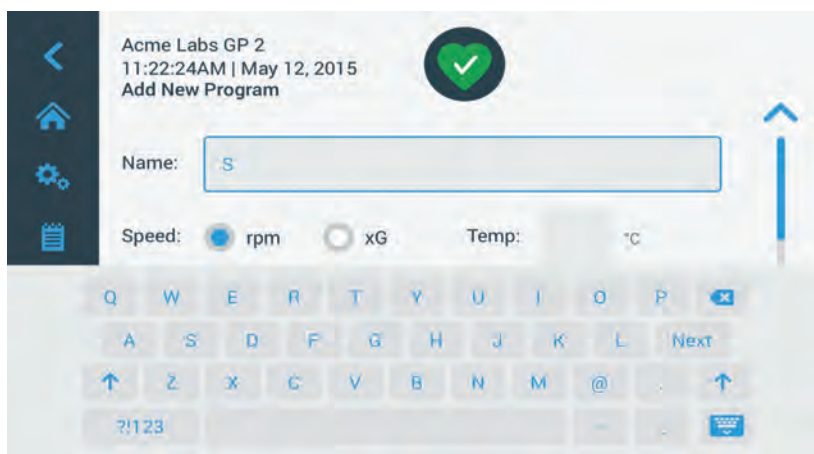 Acme Labs GP 2
11:22:24AM | May 12, 2015
Add New Program
Name: S
Speed: rpm xG Temp: °C
Q W E R T Y U I O P
A S D F G H J K L Next
Z X C V B N M @ .
?!123 -